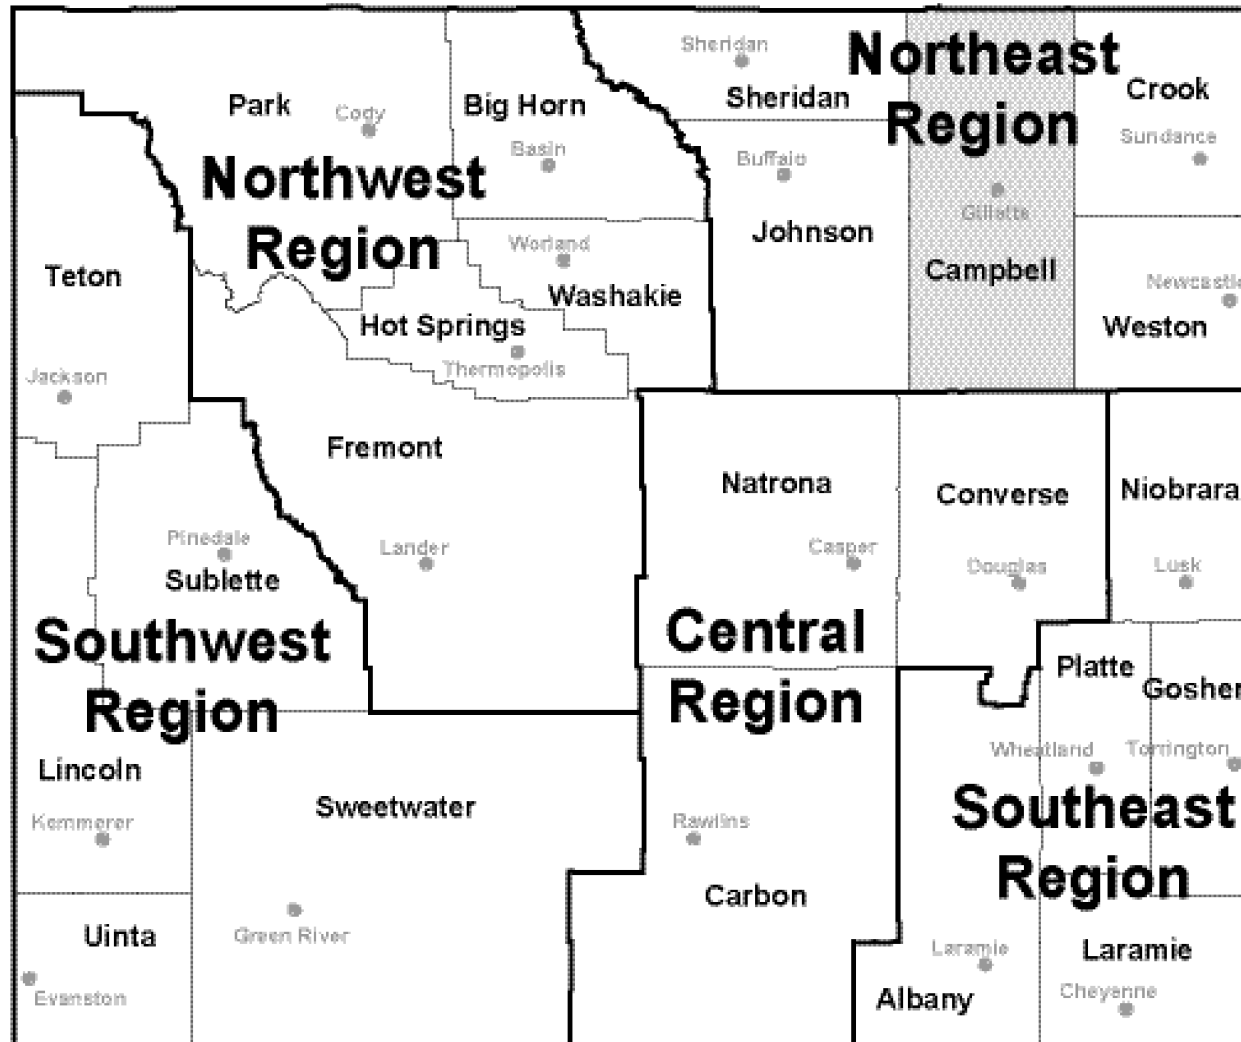 Sheridan
Northeast
Region
Park
Cody
Big Horn
Sheridan
Crook
Basin
Buffalo
Sundance
Northwest
Region
Worland
Johnson
Gillette
Teton
Washakie
Campbell
Newcastle
Hot Springs
Weston
Thermopolis
Jackson
Fremont
Natrona
Converse
Niobrara
Pinedale
Lander
Casper
Douglas
Lusk
Sublette
Southwest
Region
Central
Region
Platte
Goshen
Wheatland
Torrington
Lincoln
Sweetwater
Southeast
Region
Kemmerer
Rawlins
Carbon
Uinta
Green River
Laramie
Laramie
Evanston
Albany
Cheyenne